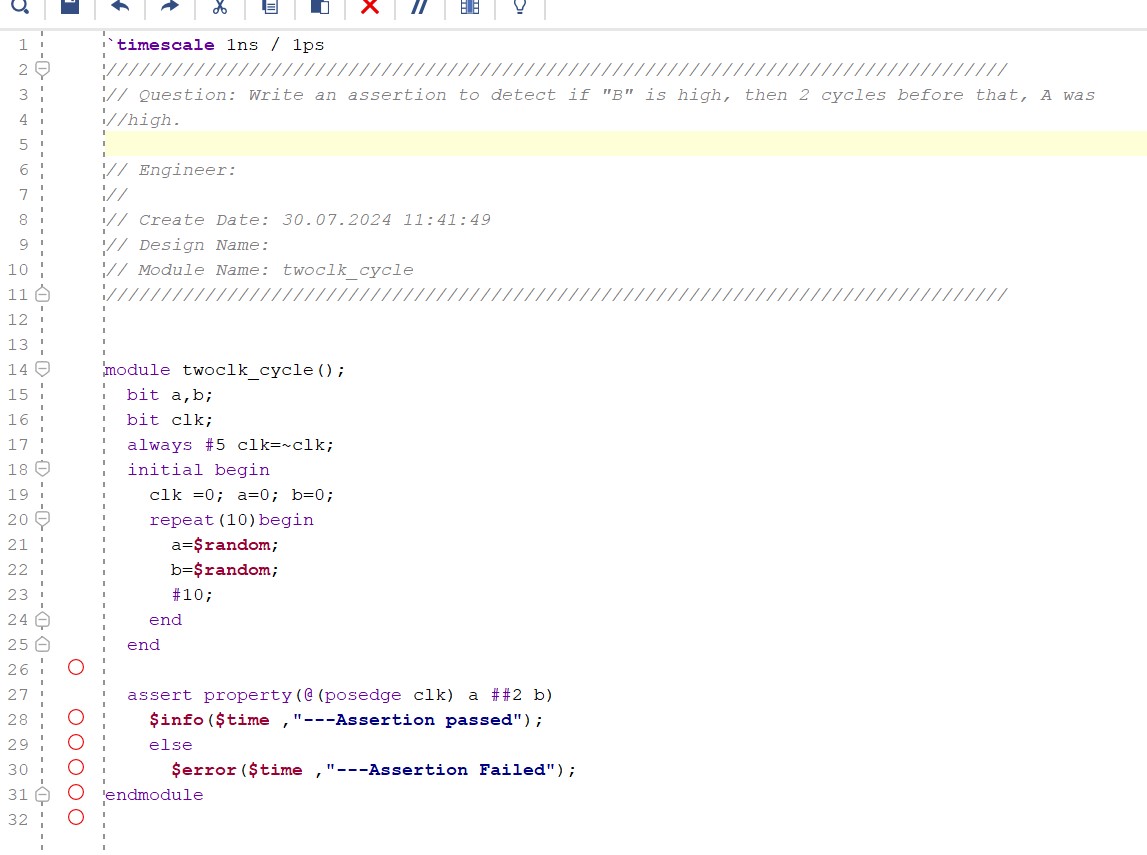 1 `timescale 1ns / 1ps
2 //////////////////////////////////////////////////////////////////////////////////
3 // Question: Write an assertion to detect if "B" is high, then 2 cycles before that, A was
4 //high.
5
6 // Engineer:
7 //
8 // Create Date: 30.07.2024 11:41:49
9 // Design Name:
10 // Module Name: twoclk_cycle
11 //////////////////////////////////////////////////////////////////////////////////
12
13
14 module twoclk_cycle();
15 bit a,b;
16 bit clk;
17 always #5 clk=~clk;
18 initial begin
19 clk =0; a=0; b=0;
20 repeat(10)begin
21 a=$random;
22 b=$random;
23 #10;
24 end
25 end
26
27 assert property(@(posedge clk) a ##2 b)
28 $info($time ,"---Assertion passed");
29 else
30 $error($time ,"---Assertion Failed");
31 endmodule
32